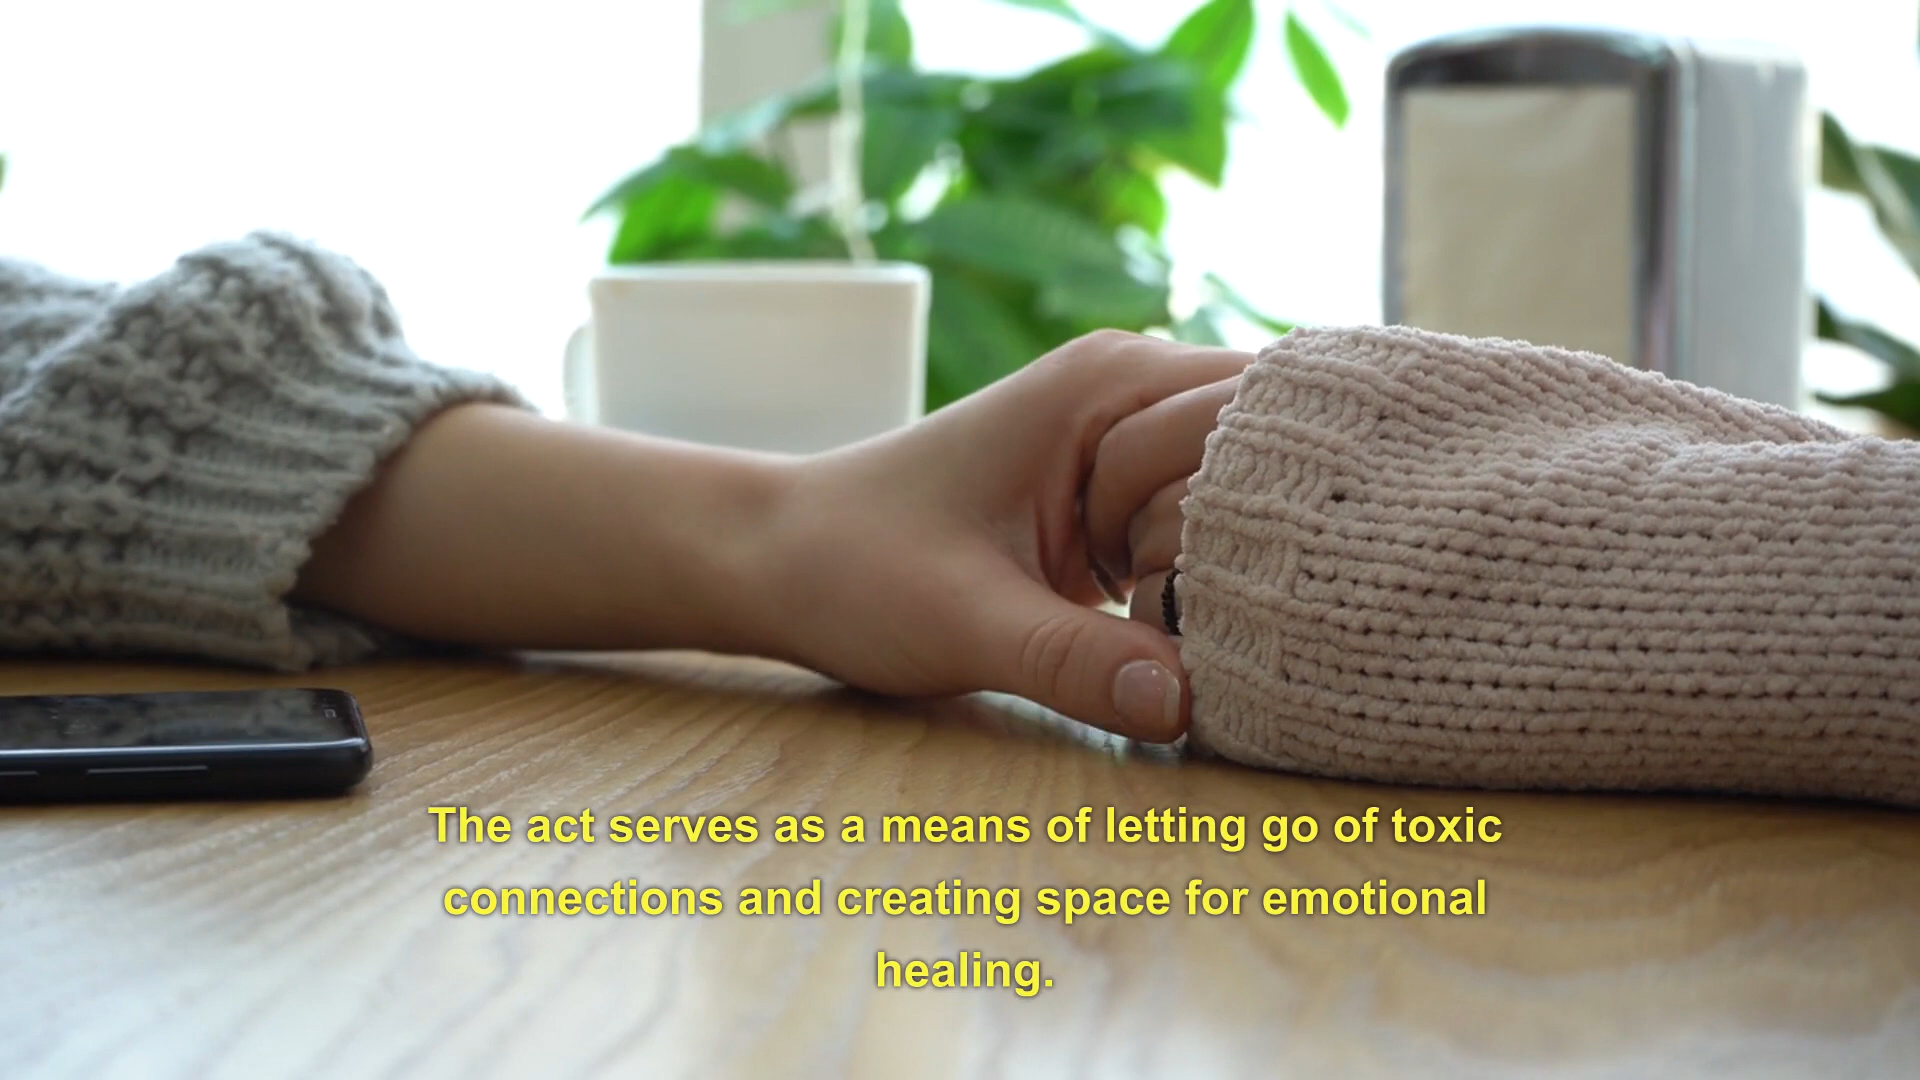 The act serves as a means of letting go of toxic
connections and creating space for emotional
healing.